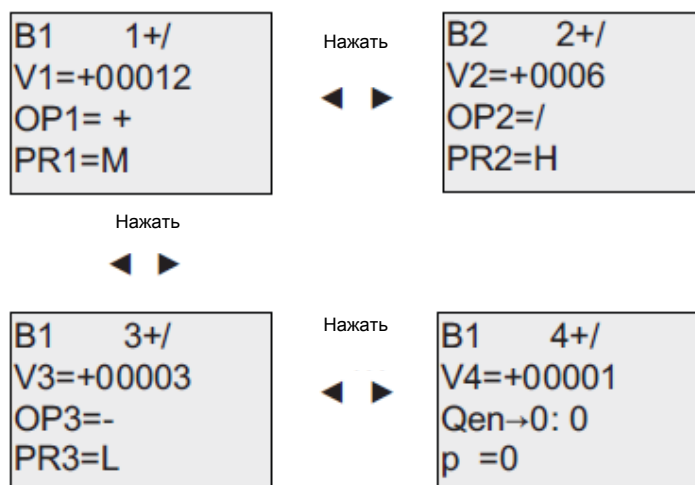 B1 1+/
V1=+00012
OP1= +
PR1=M
Нажать
◄ ►
B2 2+/
V2=+0006
OP2=/
PR2=H
Нажать
◄ ►
B1 3+/
V3=+00003
OP3=-
PR3=L
Нажать
◄ ►
B1 4+/
V4=+00001
Qen→0: 0
p =0